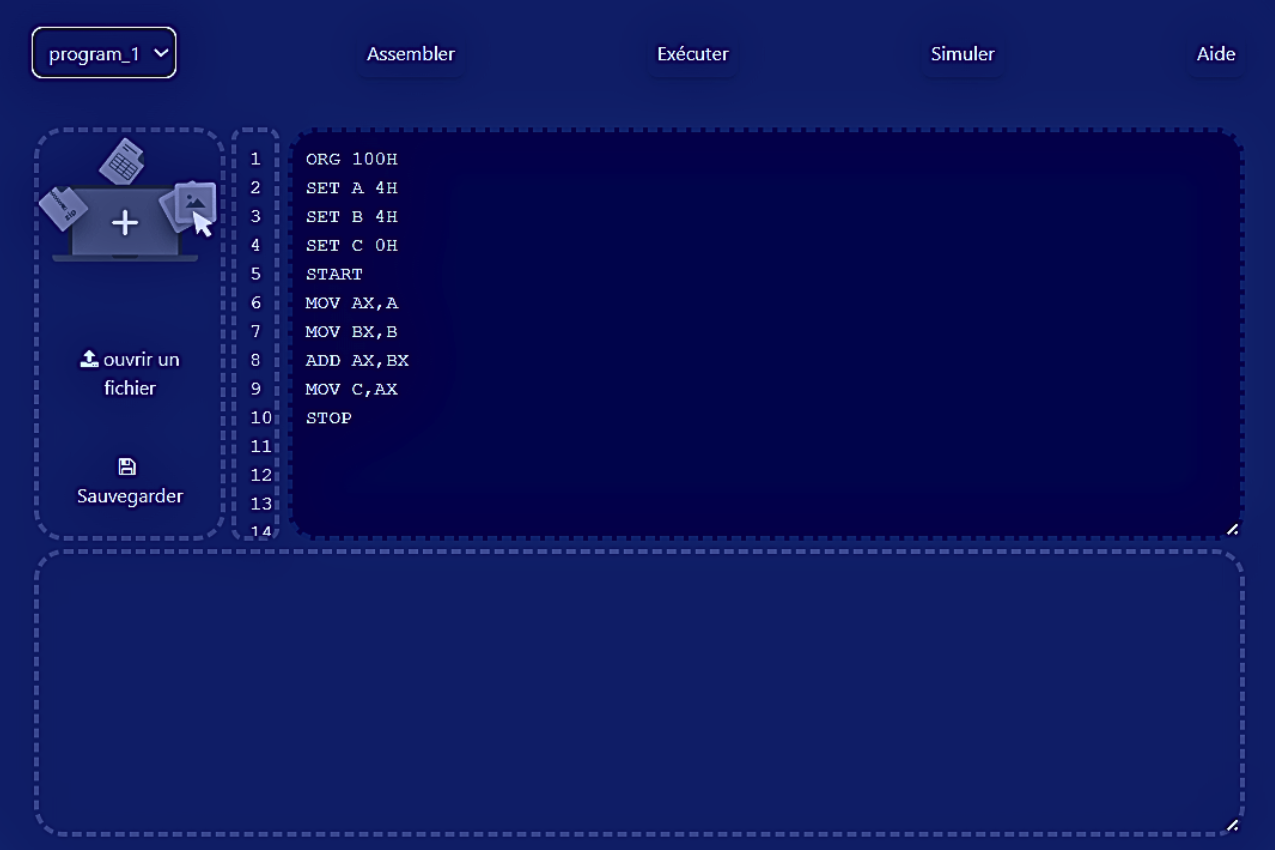 program_1
Assembler
Exécuter
Simuler
Aide
zip
ouvrir un
fichier
Sauvegarder
1 ORG 100H
2 SET A 4H
3 SET B 4H
4 SET C 0H
5 START
6 MOV AX,A
7 MOV BX,B
8 ADD AX,BX
9 MOV C,AX
10 STOP
11
12
13
14